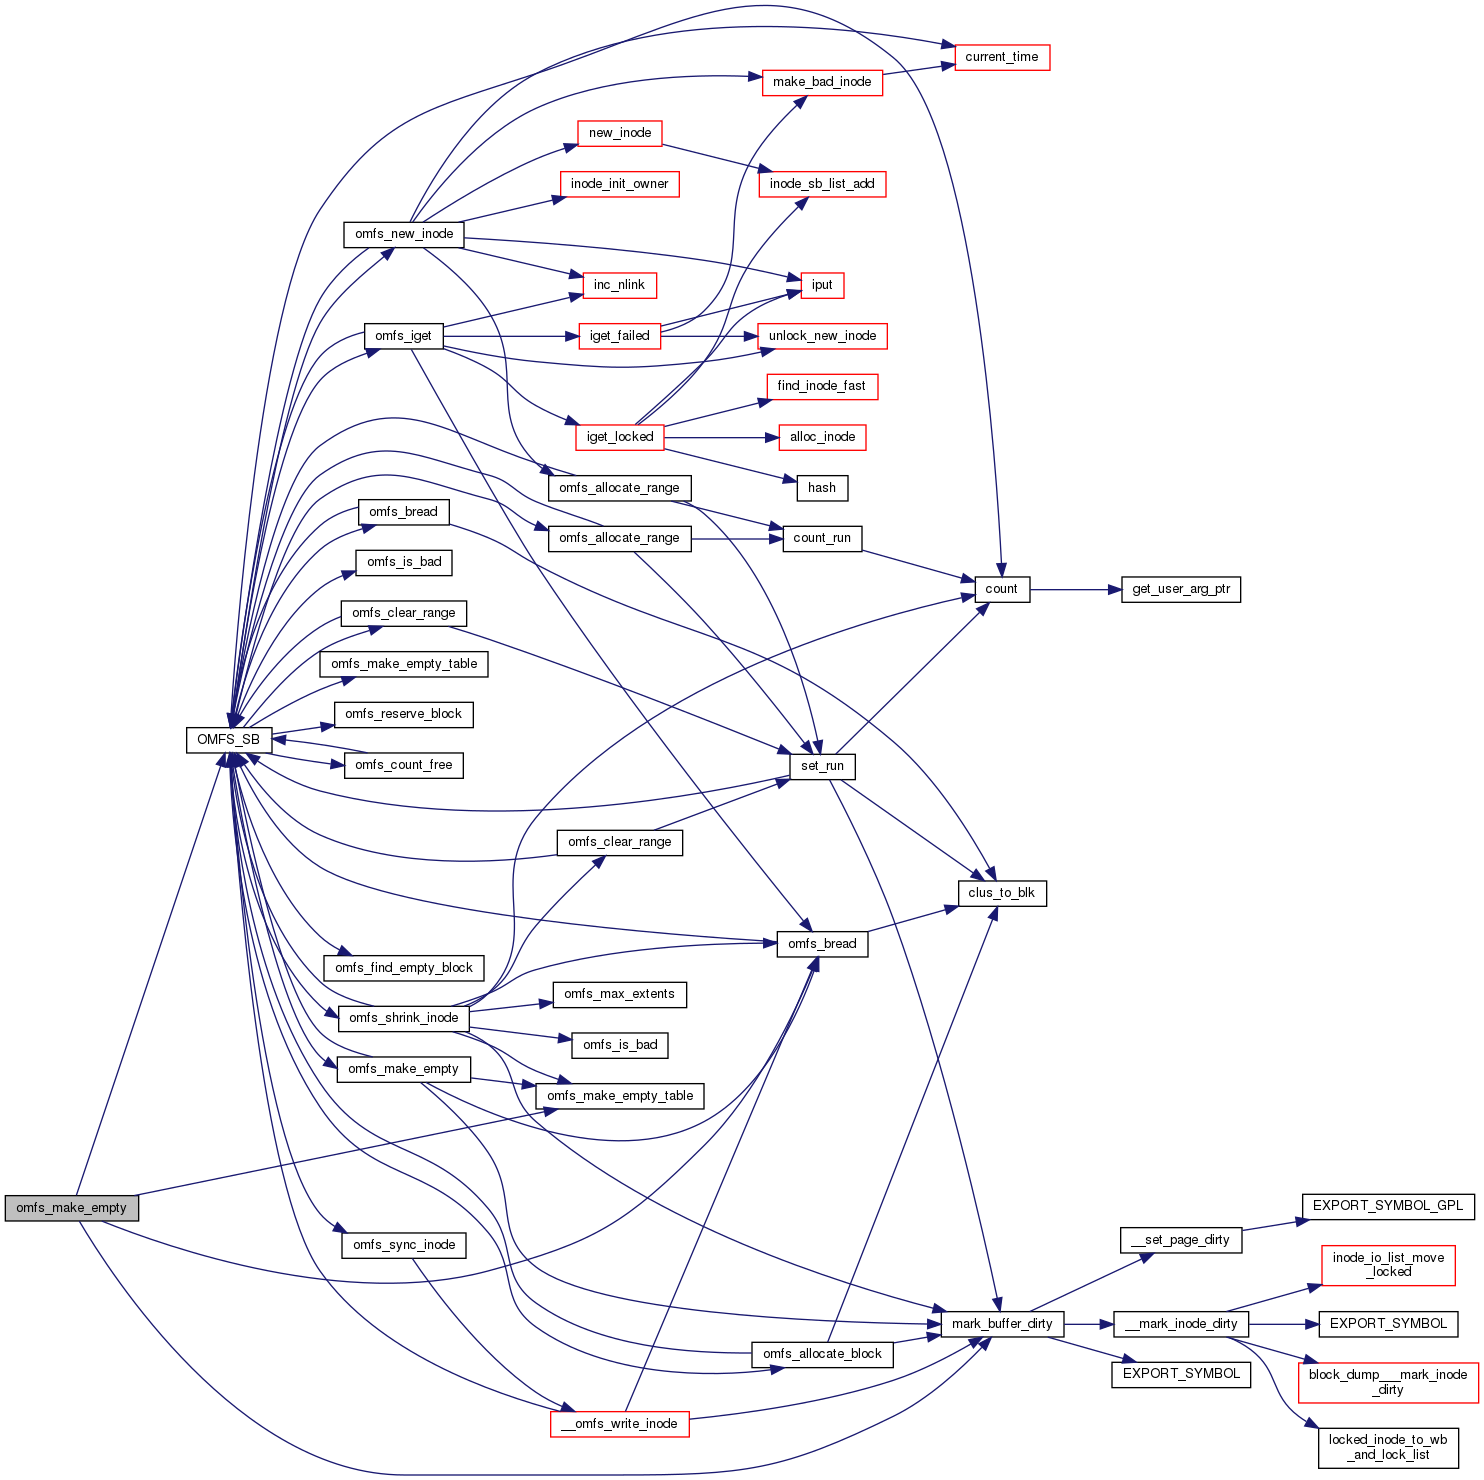 current_time
make_bad_inode
new_inode
inode_sb_list_add
inode_init_owner
omfs_new_inode
inc_nlink
iput
omfs_iget
iget_failed
unlock_new_inode
find_inode_fast
iget_locked
alloc_inode
omfs_allocate_range
hash
omfs_bread
omfs_allocate_range
count_run
omfs_is_bad
count
get_user_arg_ptr
omfs_clear_range
omfs_make_empty_table
omfs_reserve_block
OMFS_SB
omfs_count_free
set_run
omfs_clear_range
clus_to_blk
omfs_bread
omfs_find_empty_block
omfs_max_extents
omfs_shrink_inode
omfs_is_bad
omfs_make_empty
omfs_make_empty_table
omfs_make_empty
EXPORT_SYMBOL_GPL
__set_page_dirty
omfs_sync_inode
inode_io_list_move
_locked
mark_buffer_dirty
__mark_inode_dirty
EXPORT_SYMBOL
omfs_allocate_block
EXPORT_SYMBOL
block_dump___mark_inode
_dirty
__omfs_write_inode
locked_inode_to_wb
_and_lock_list